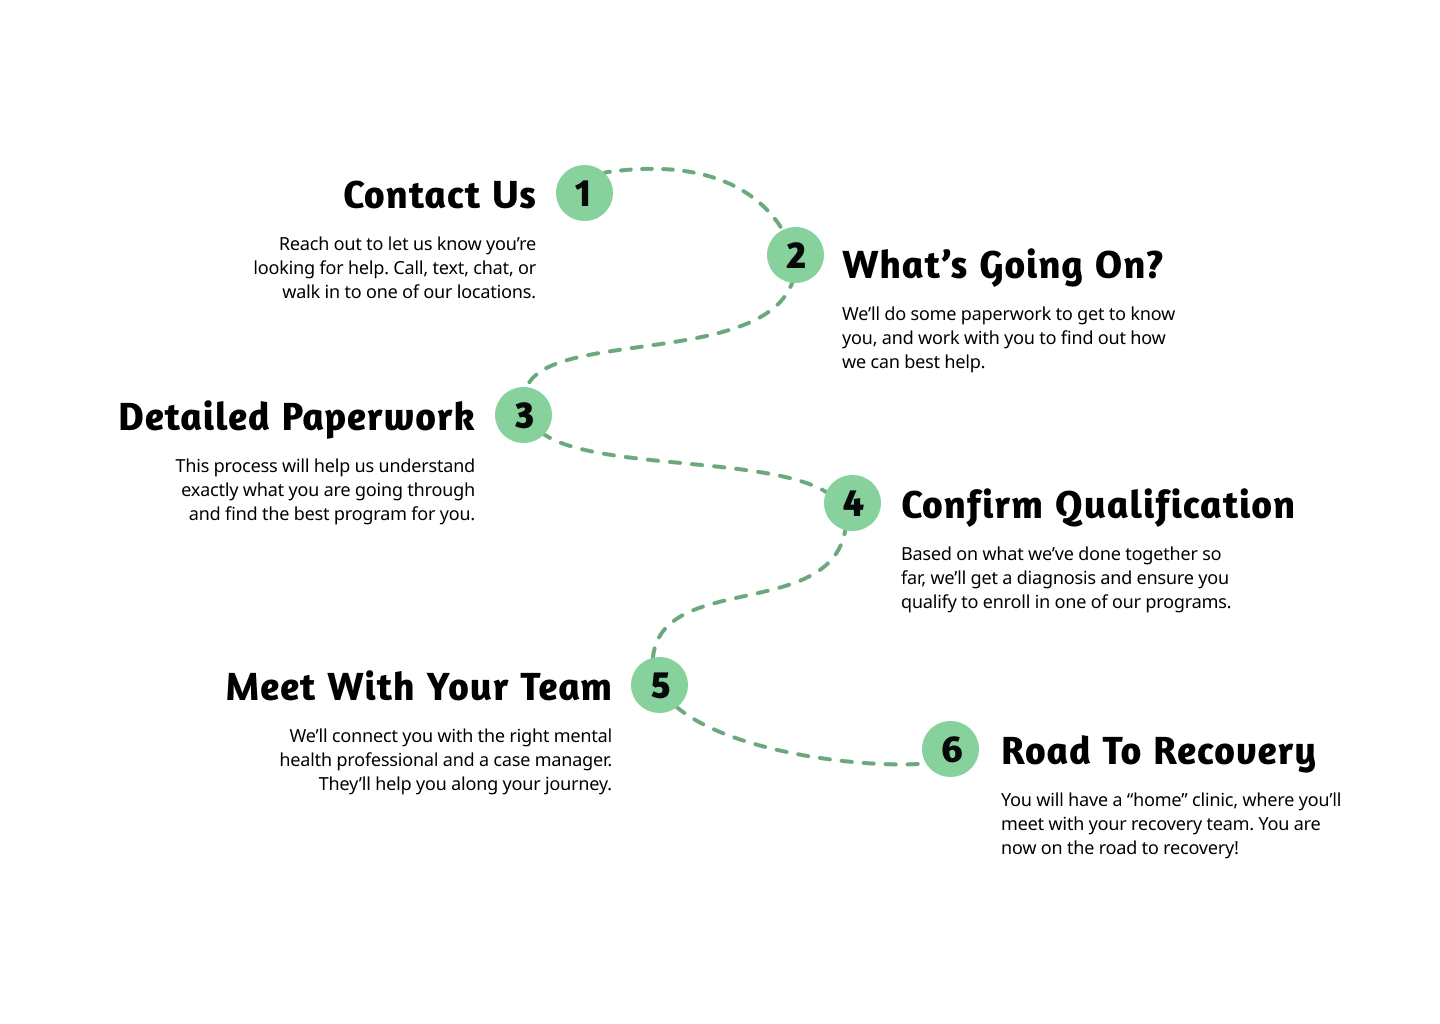 1
Contact Us
Reach out to let us know you’re
looking for help. Call, text, chat, or
walk in to one of our locations.
2
What’s Going On?
We’ll do some paperwork to get to know
you, and work with you to find out how
we can best help.
3
Detailed Paperwork
This process will help us understand
exactly what you are going through
and find the best program for you.
4
Confirm Qualification
Based on what we’ve done together so
far, we’ll get a diagnosis and ensure you
qualify to enroll in one of our programs.
5
Meet With Your Team
We’ll connect you with the right mental
health professional and a case manager.
They’ll help you along your journey.
6
Road To Recovery
You will have a “home” clinic, where you’ll
meet with your recovery team. You are
now on the road to recovery!